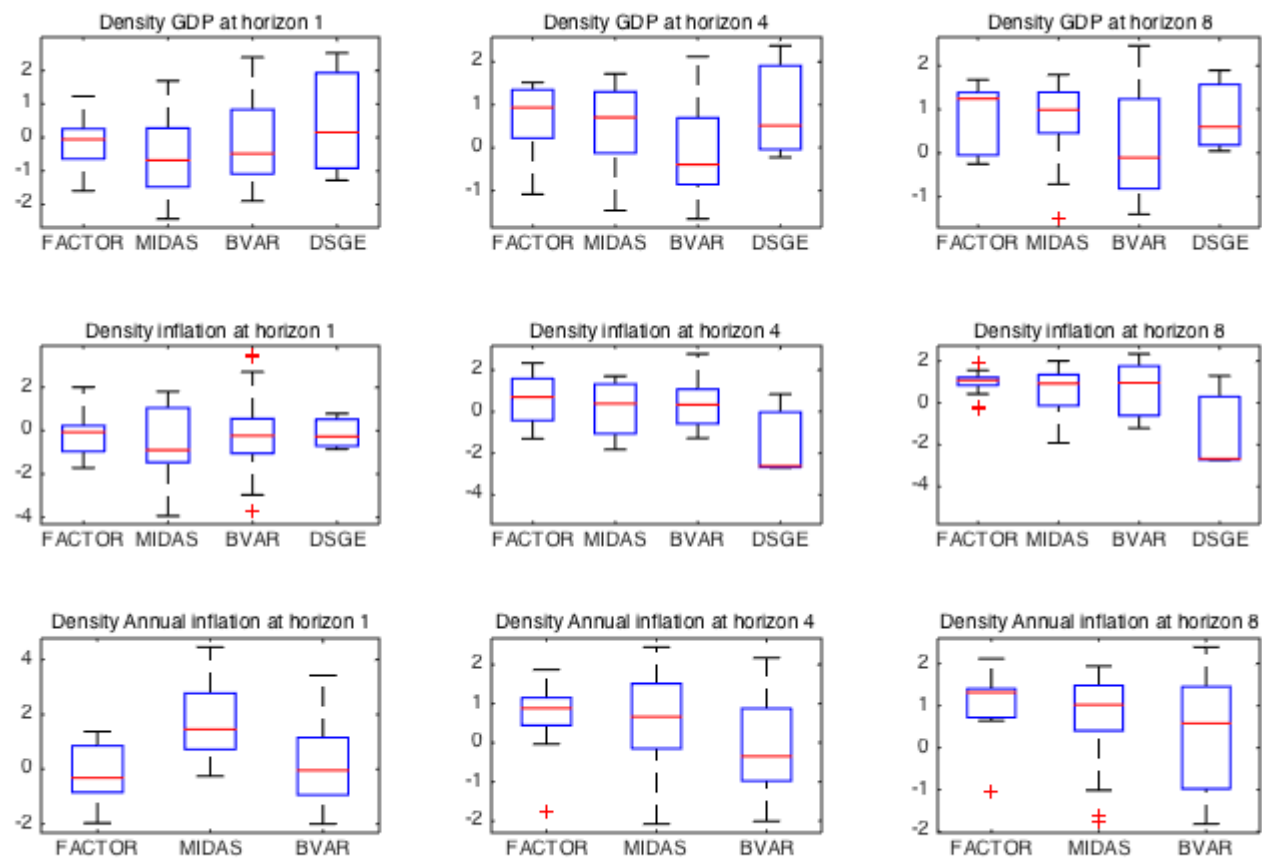 Density GDP at horizon 1
2
1
0
-1
-2
FACTOR MIDAS BVAR DSGE
Density GDP at horizon 4
2
1
0
-1
FACTOR MIDAS BVAR DSGE
Density GDP at horizon 8
2
1
0
-1
FACTOR MIDAS BVAR DSGE
Density inflation at horizon 1
2
0
-2
-4
FACTOR MIDAS BVAR DSGE
Density inflation at horizon 4
2
0
-2
-4
FACTOR MIDAS BVAR DSGE
Density inflation at horizon 8
2
0
-2
-4
FACTOR MIDAS BVAR DSGE
Density Annual inflation at horizon 1
4
2
0
-2
FACTOR MIDAS BVAR
Density Annual inflation at horizon 4
2
1
0
-1
-2
FACTOR MIDAS BVAR
Density Annual inflation at horizon 8
2
1
0
-1
-2
FACTOR MIDAS BVAR